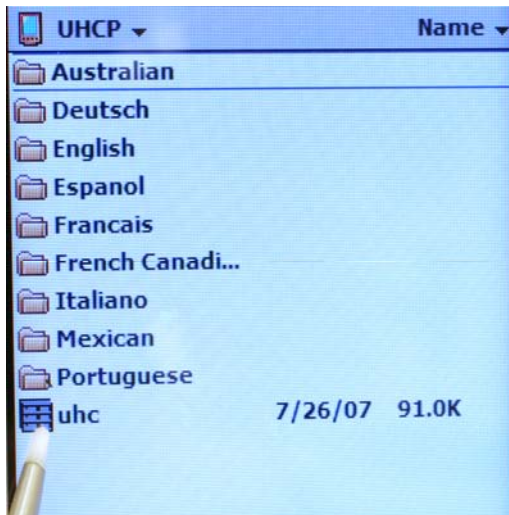 UHCP Name
Australian
Deutsch
English
Espanol
Francais
French Canadi...
Italiano
Mexican
Portuguese
uhc 7/26/07 91.0K